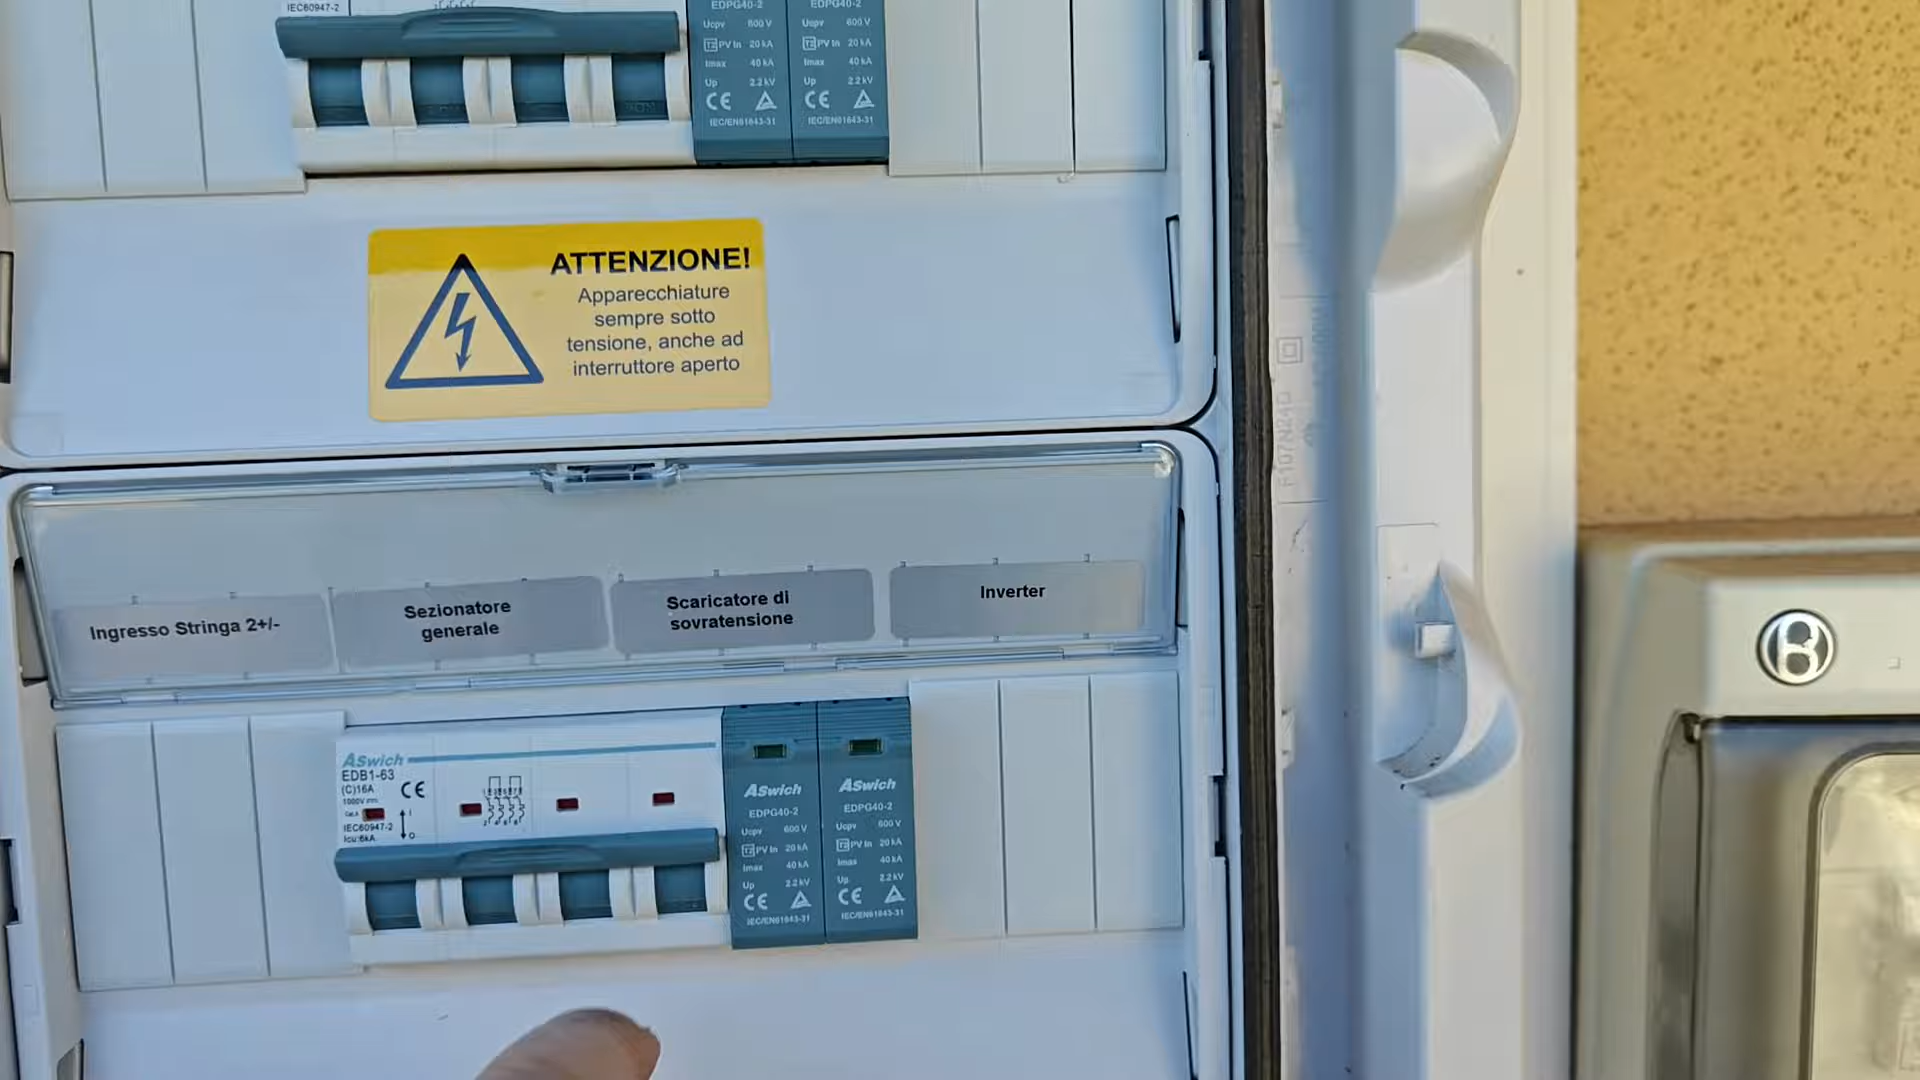 IEC60947-2
EDPG40-2
Ucpv 600 V
T2 PV In 20 kA
Imax 40 kA
Up 2.2 kV
CE
IEC/EN61643-31
EDPG40-2
Ucpv 600 V
T2 PV In 20 kA
Imax 40 kA
Up 2.2 kV
CE
IEC/EN61643-31
ATTENZIONE!
Apparecchiature
sempre sotto
tensione, anche ad
interruttore aperto
Ingresso Stringa 2+/-
Sezionatore
generale
Scaricatore di
sovratensione
Inverter
ASwich
EDB1-63
(C)16A
CE
1000V
IEC60947-2
Icu:6kA
ASwich
EDPG40-2
Ucpv 600 V
T2 PV In 20 kA
Imax 40 kA
Up 2.2 kV
CE
IEC/EN61643-31
ASwich
EDPG40-2
Ucpv 600 V
T2 PV In 20 kA
Imax 40 kA
Up 2.2 kV
CE
IEC/EN61643-31